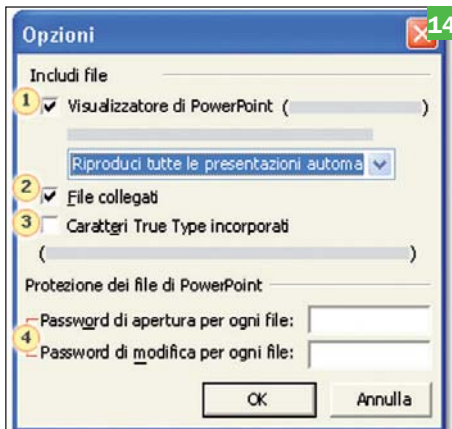 14
Opzioni
Includi file
1 Visualizzatore di PowerPoint ( )
Riproduci tutte le presentazioni automa
2 File collegati
3 Caratteri True Type incorporati
( )
Protezione dei file di PowerPoint
Password di apertura per ogni file:
4
Password di modifica per ogni file:
OK Annulla